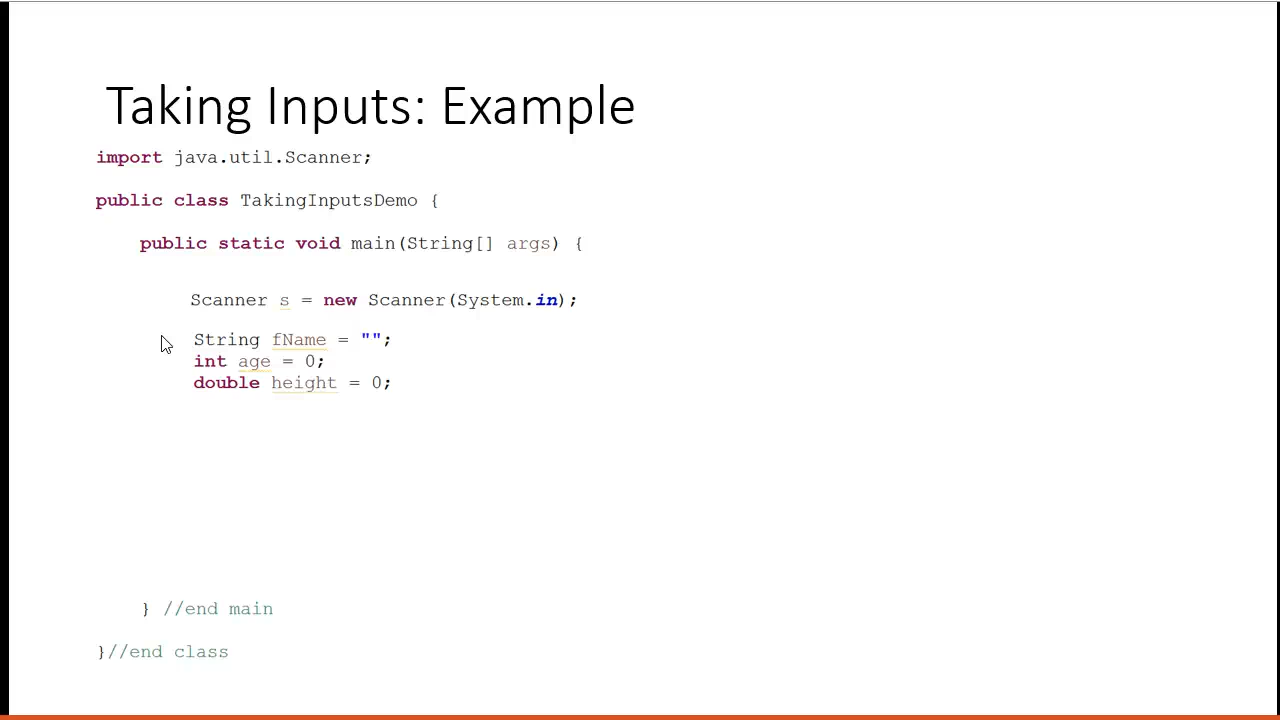 Taking Inputs: Example
import java.util.Scanner;
public class TakingInputsDemo {
public static void main(String[] args) {
Scanner s = new Scanner(System.in);
String fName = "";
int age = 0;
double height = 0;
} //end main
}//end class